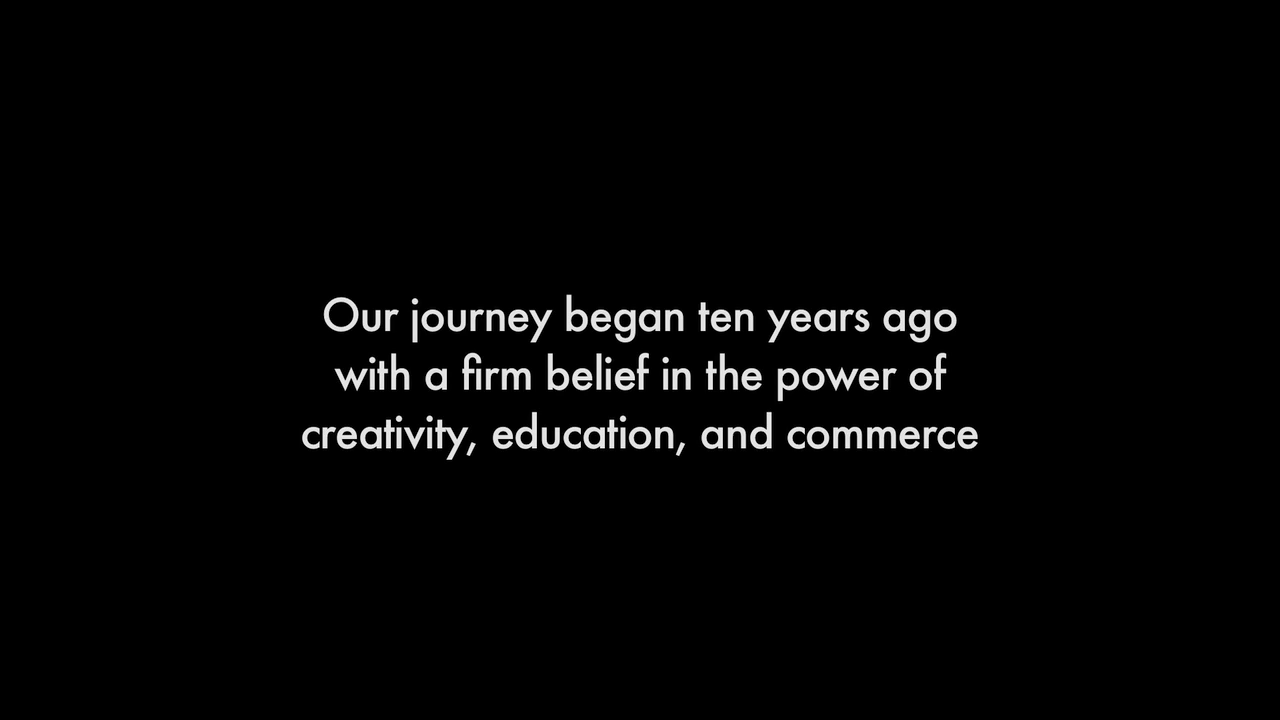 Our journey began ten years ago
with a firm belief in the power of
creativity, education, and commerce